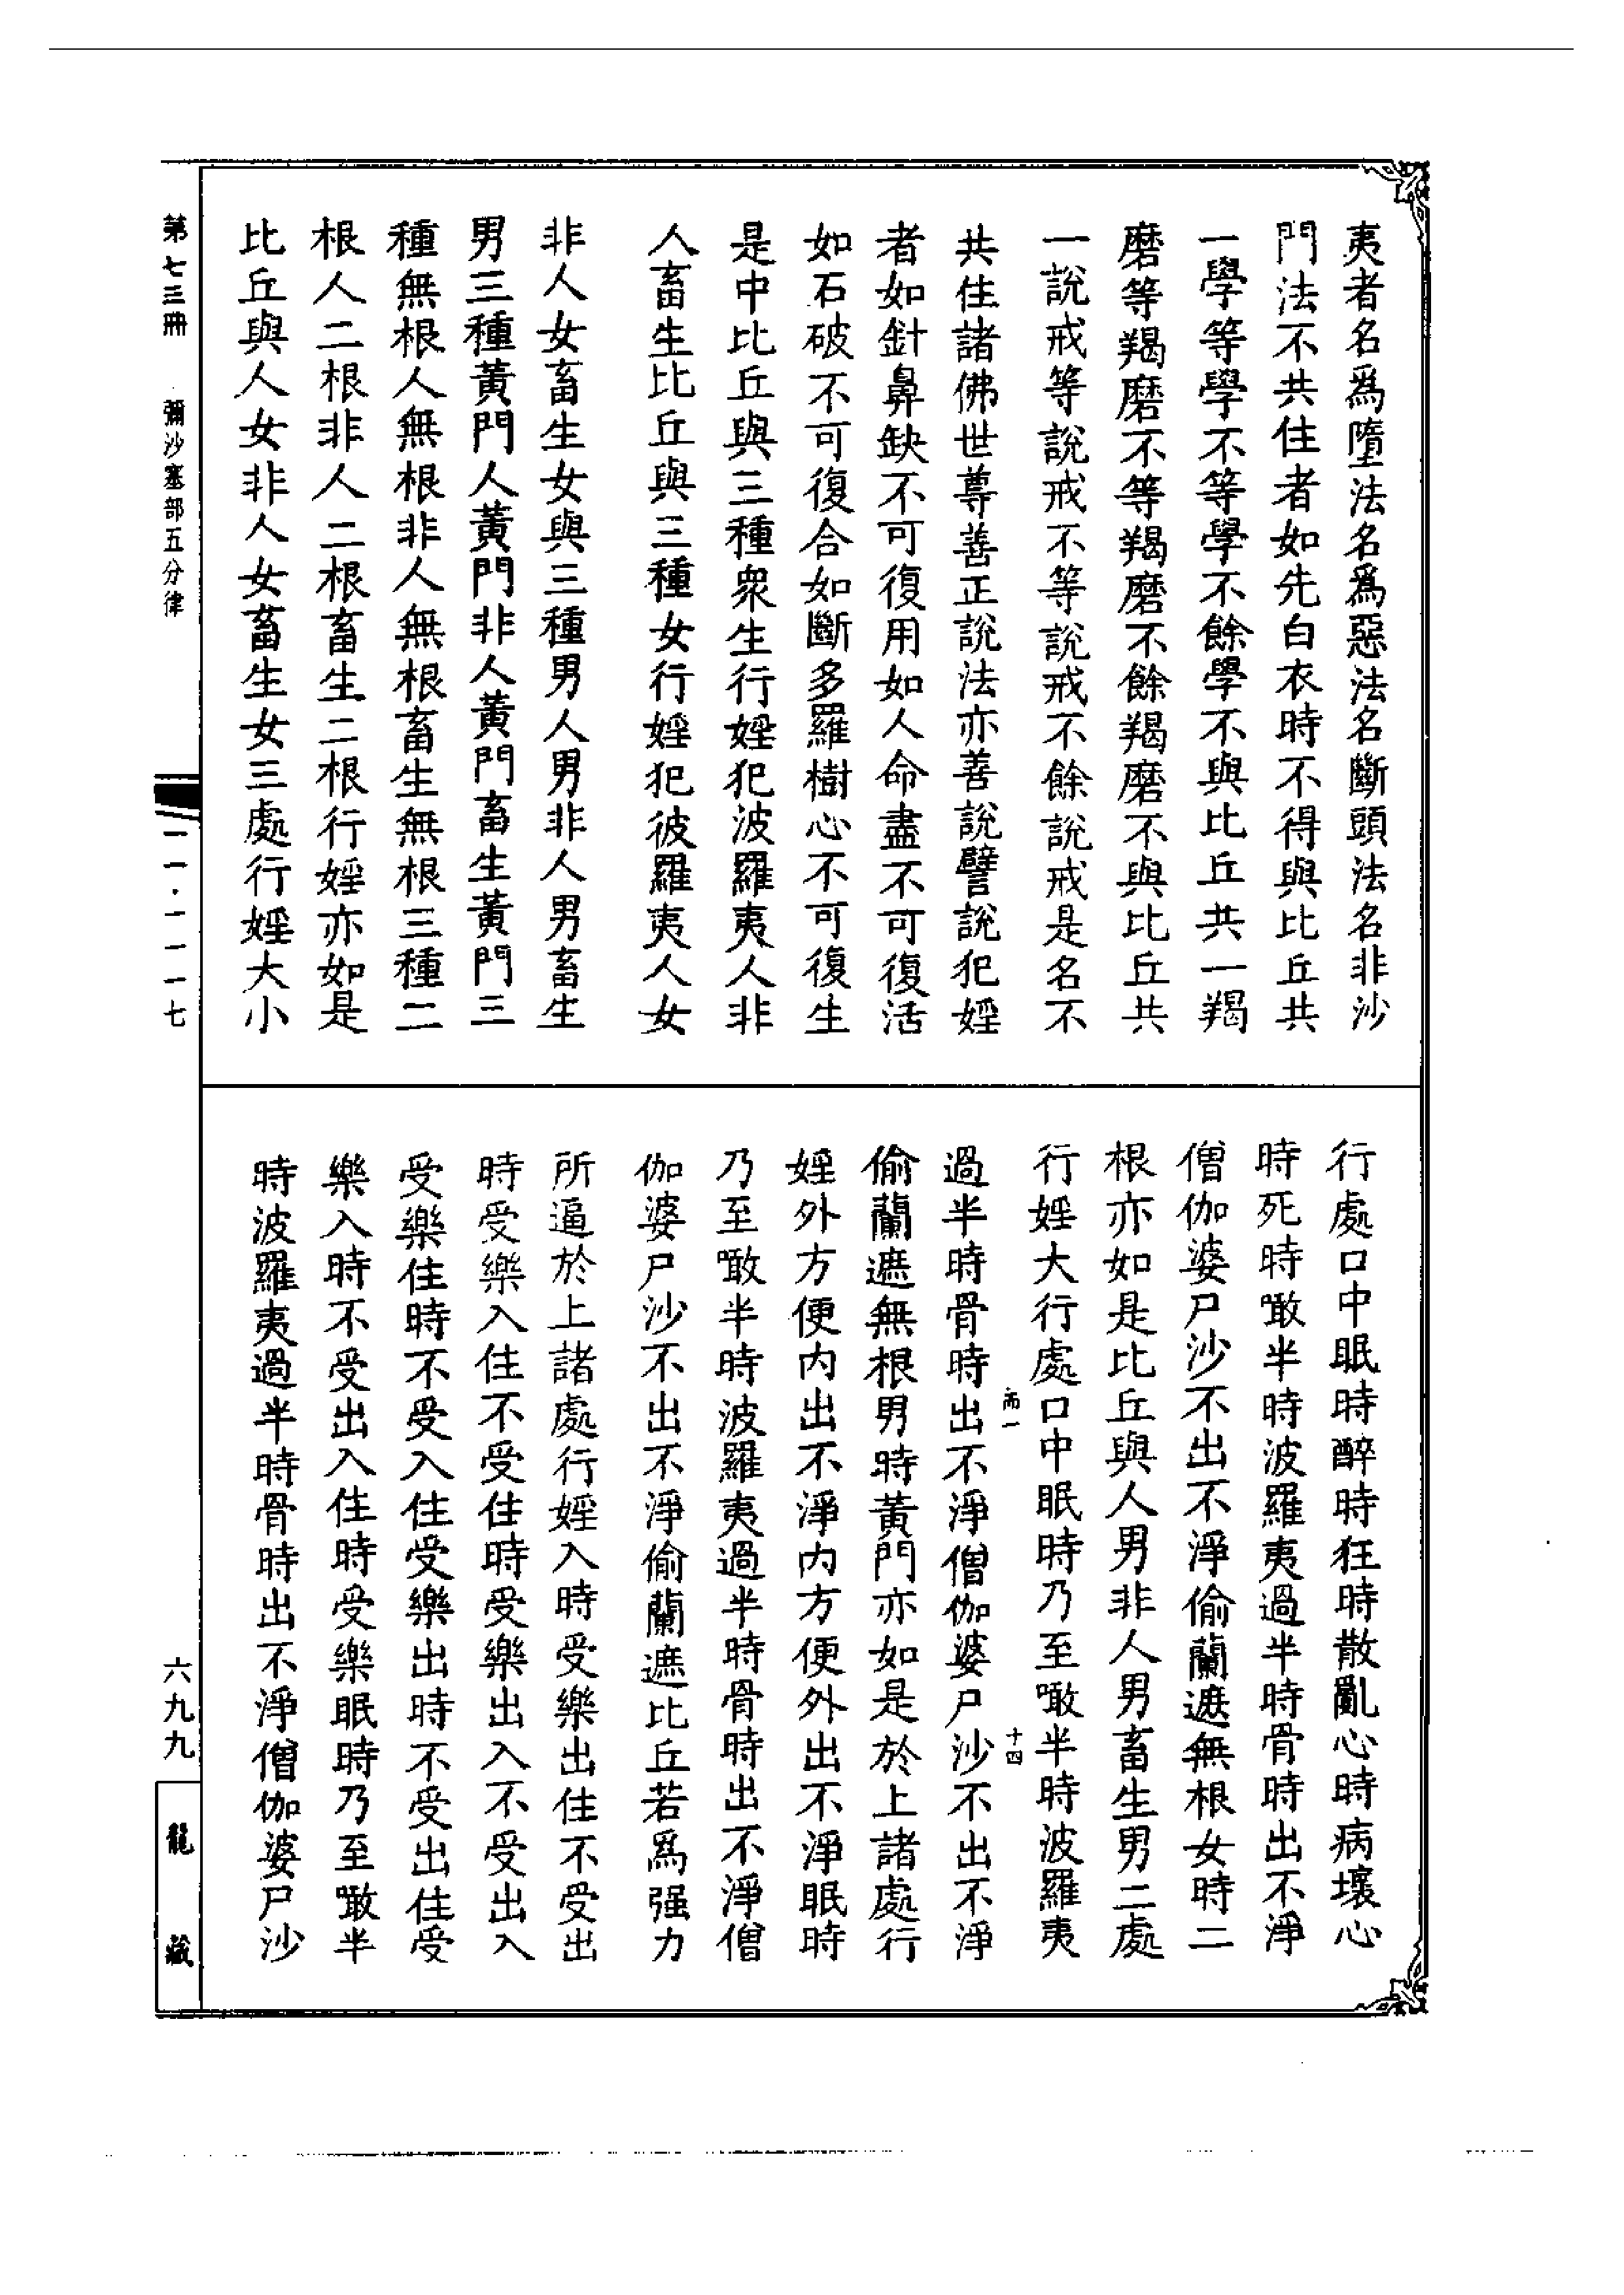 夷者名爲墮法名爲惡法名斷頭法名非沙
門法不共住者如先白衣時不得與比丘共
一學等學不等學不餘學不與比丘共一羯
磨等羯磨不等羯磨不餘羯磨不與比丘共
一說戒等說戒不等說戒不餘說戒是名不
共住諸佛世尊善正說法亦善說譬說犯婬
者如針鼻缺不可復用如人命盡不可復活
如石破不可復合如斷多羅樹心不可復生
是中比丘與三種衆生行婬犯波羅夷人非
人畜生比丘與三種女行婬犯彼羅夷人女
非人女畜生女與三種男人男非人男畜生
男三種黃門人黃門非人黃門畜生黃門三
種無根人無根非人無根畜生無根三種二
根人二根非人二根畜生二根行婬亦如是
比丘與人女非人女畜生女三處行婬大小
行處口中眠時醉時狂時散亂心時病壞心
時死時噉半時波羅夷過半時骨時出不淨
僧伽婆尸沙不出不淨偷蘭遮無根女時二
根亦如是比丘與人男非人男畜生男二處
行婬大行處口中眠時乃至噉半時波羅夷
過半時骨時出不淨僧伽婆尸沙不出不淨
偷蘭遮無根男時黃門亦如是於上諸處行
婬外方便内出不淨内方便外出不淨眠時
乃至噉半時波羅夷過半時骨時出不淨僧
伽婆尸沙不出不淨偷蘭遮比丘若爲强力
所逼於上諸處行婬入時受樂出住不受出
時受樂入住不受住時受樂出入不受出入
受樂住時不受入住受樂出時不受出住受
樂入時不受出入住時受樂眠時乃至噉半
時波羅夷過半時骨時出不淨僧伽婆尸沙
而一
十四
第七三冊
彌沙塞部五分律
一一·一一一七
六九九
龍藏